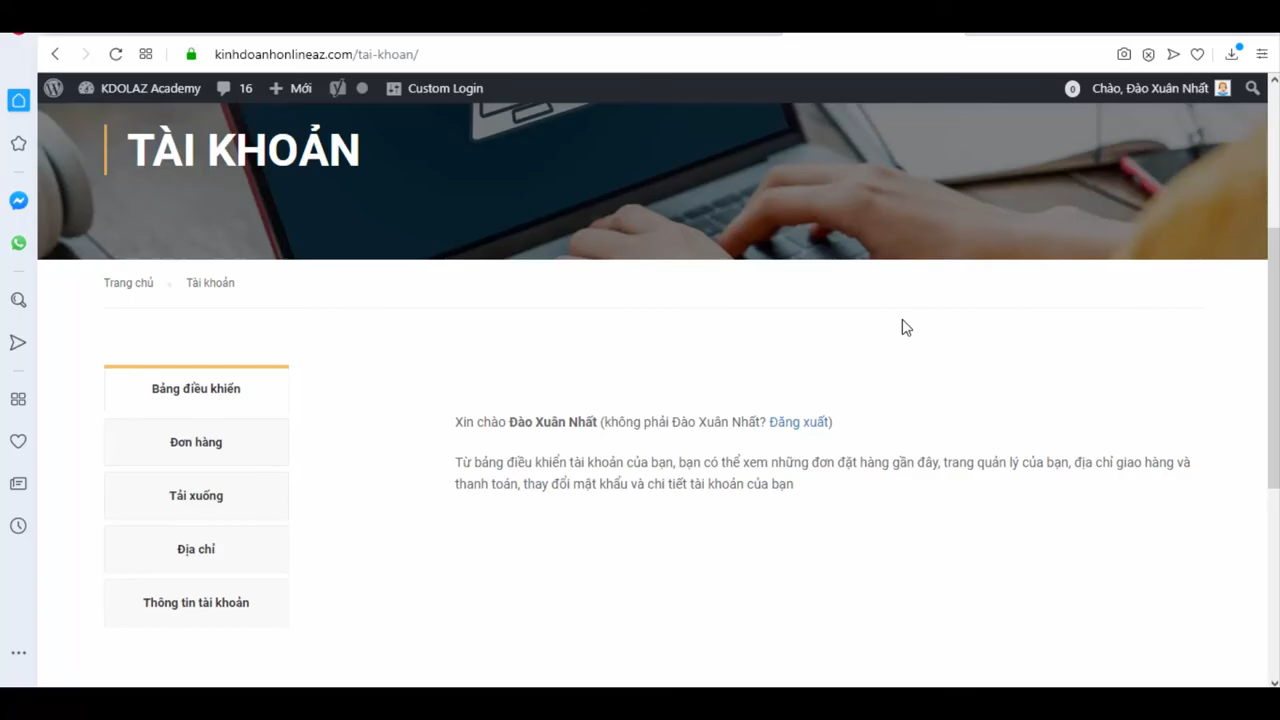 kinhdoanhonlineaz.com/tai-khoan/
KDOLAZ Academy 16 Mới Custom Login 0 Chào, Đào Xuân Nhất
TÀI KHOẢN
Trang chủ Tài khoản
Bảng điều khiển
Đơn hàng
Tải xuống
Địa chỉ
Thông tin tài khoản
Xin chào Đào Xuân Nhất (không phải Đào Xuân Nhất? Đăng xuất)
Từ bảng điều khiển tài khoản của bạn, bạn có thể xem những đơn đặt hàng gần đây, trang quản lý của bạn, địa chỉ giao hàng và
thanh toán, thay đổi mật khẩu và chi tiết tài khoản của bạn